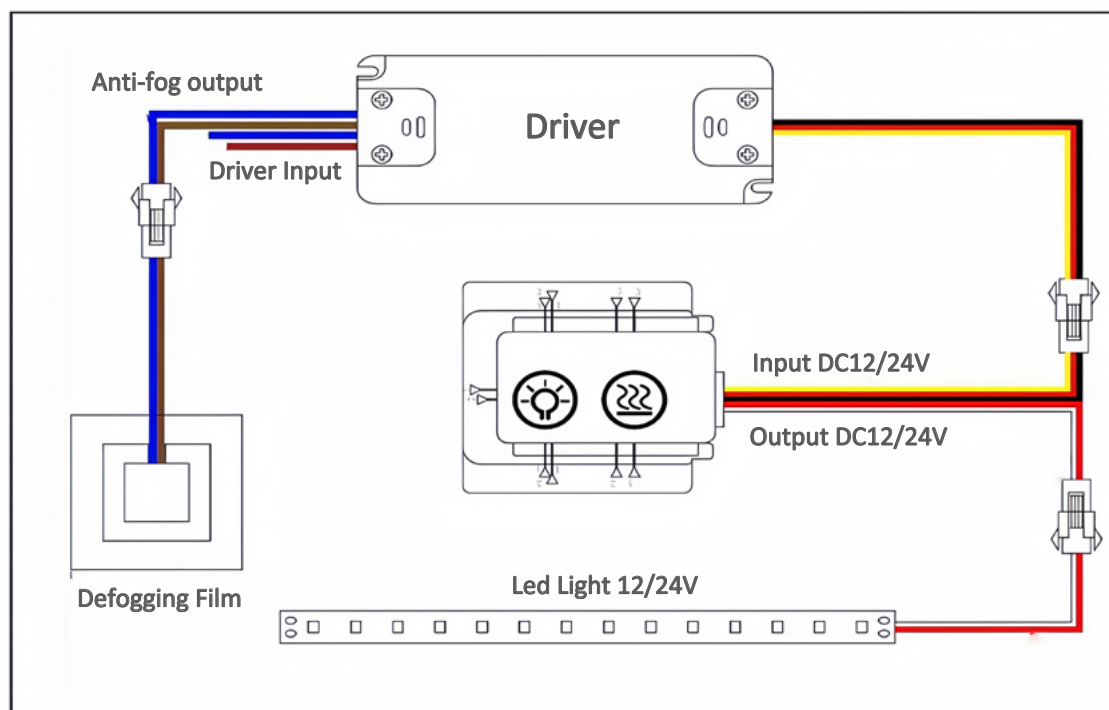 Anti-fog output
Driver
Driver Input
Input DC12/24V
Output DC12/24V
Led Light 12/24V
Defogging Film